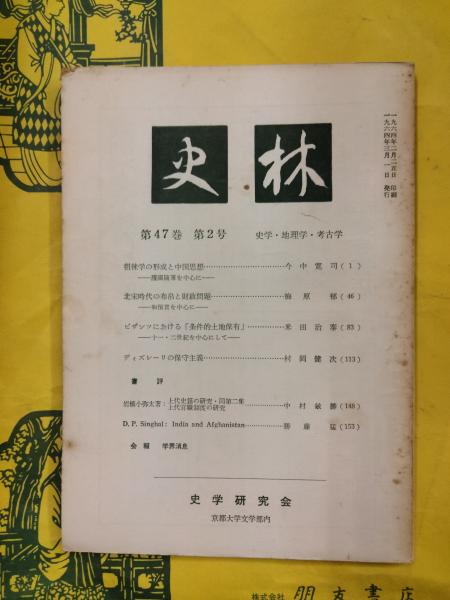 史林
第47巻 第2号
史学・地理学・考古学
一九六四年二月二五日 印刷
一九六四年三月一日 発行
徂徠学の形成と中国思想…………………今中寛司(1)
――蘐園随筆を中心に――
北宋時代の布帛と財政問題………………梅原郁(46)
――和預買を中心に――
ビザンツにおける「条件的土地保有」……米田治泰(83)
――十一・二世紀を中心にして――
ディズレーリの保守主義…………………村岡健次(113)
書評
岩橋小弥太著:上代史籍の研究・同第二集
上代官職制度の研究………………中村敏勝(148)
D. P. Singhal: India and Afghanistan……勝藤猛(153)
会報 学界消息
史学研究会
京都大学文学部内
株式会社 朋友書店